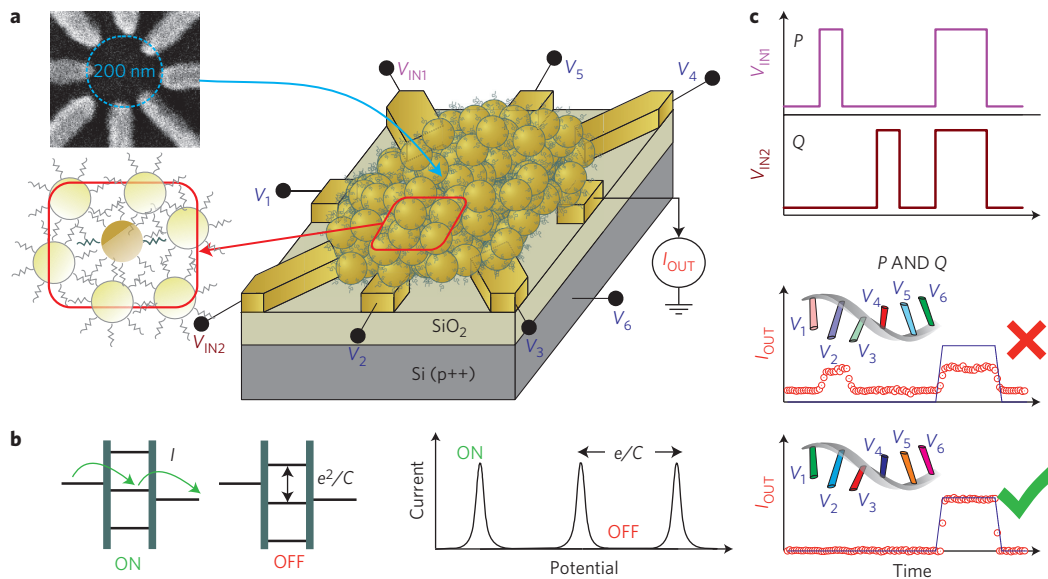 a
200 nm
V_IN1
V_5
V_4
V_1
I_OUT
V_6
SiO2
V_IN2
V_2
V_3
Si (p++)
b
I
ON
e²/C
OFF
Current
ON
e/C
OFF
Potential
c
V_IN1
P
V_IN2
Q
P AND Q
I_OUT
V_1
V_2
V_3
V_4
V_5
V_6
I_OUT
V_1
V_2
V_3
V_4
V_5
V_6
Time